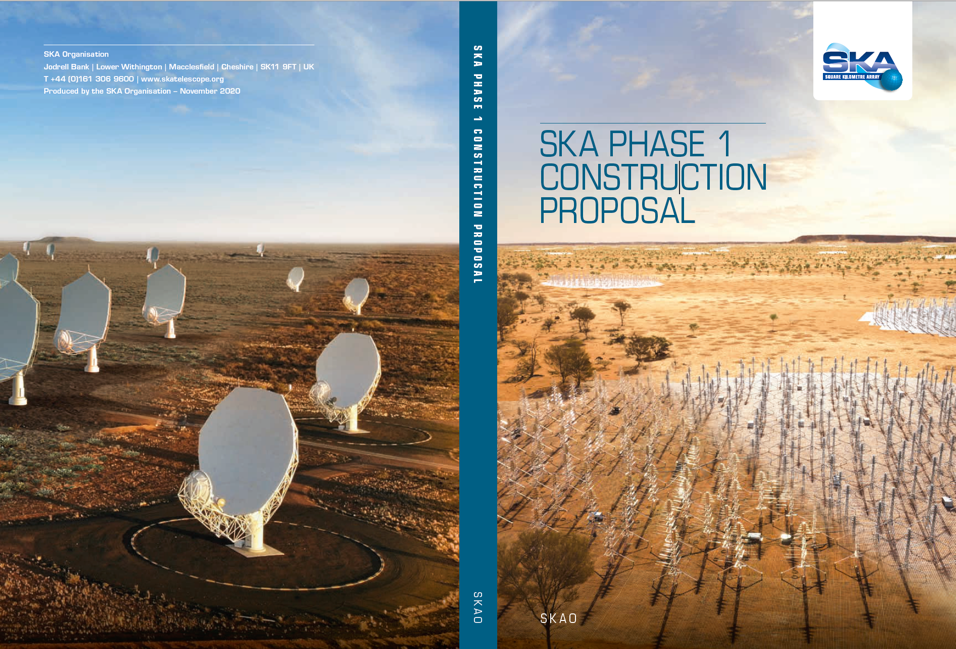 SKA Organisation
Jodrell Bank | Lower Withington | Macclesfield | Cheshire | SK11 9FT | UK
T +44 (0)161 306 9600 | www.skatelescope.org
Produced by the SKA Organisation – November 2020
SKA PHASE 1 CONSTRUCTION PROPOSAL
SKAO
SKA
SQUARE KILOMETRE ARRAY
SKA PHASE 1
CONSTRUCTION
PROPOSAL
SKAO